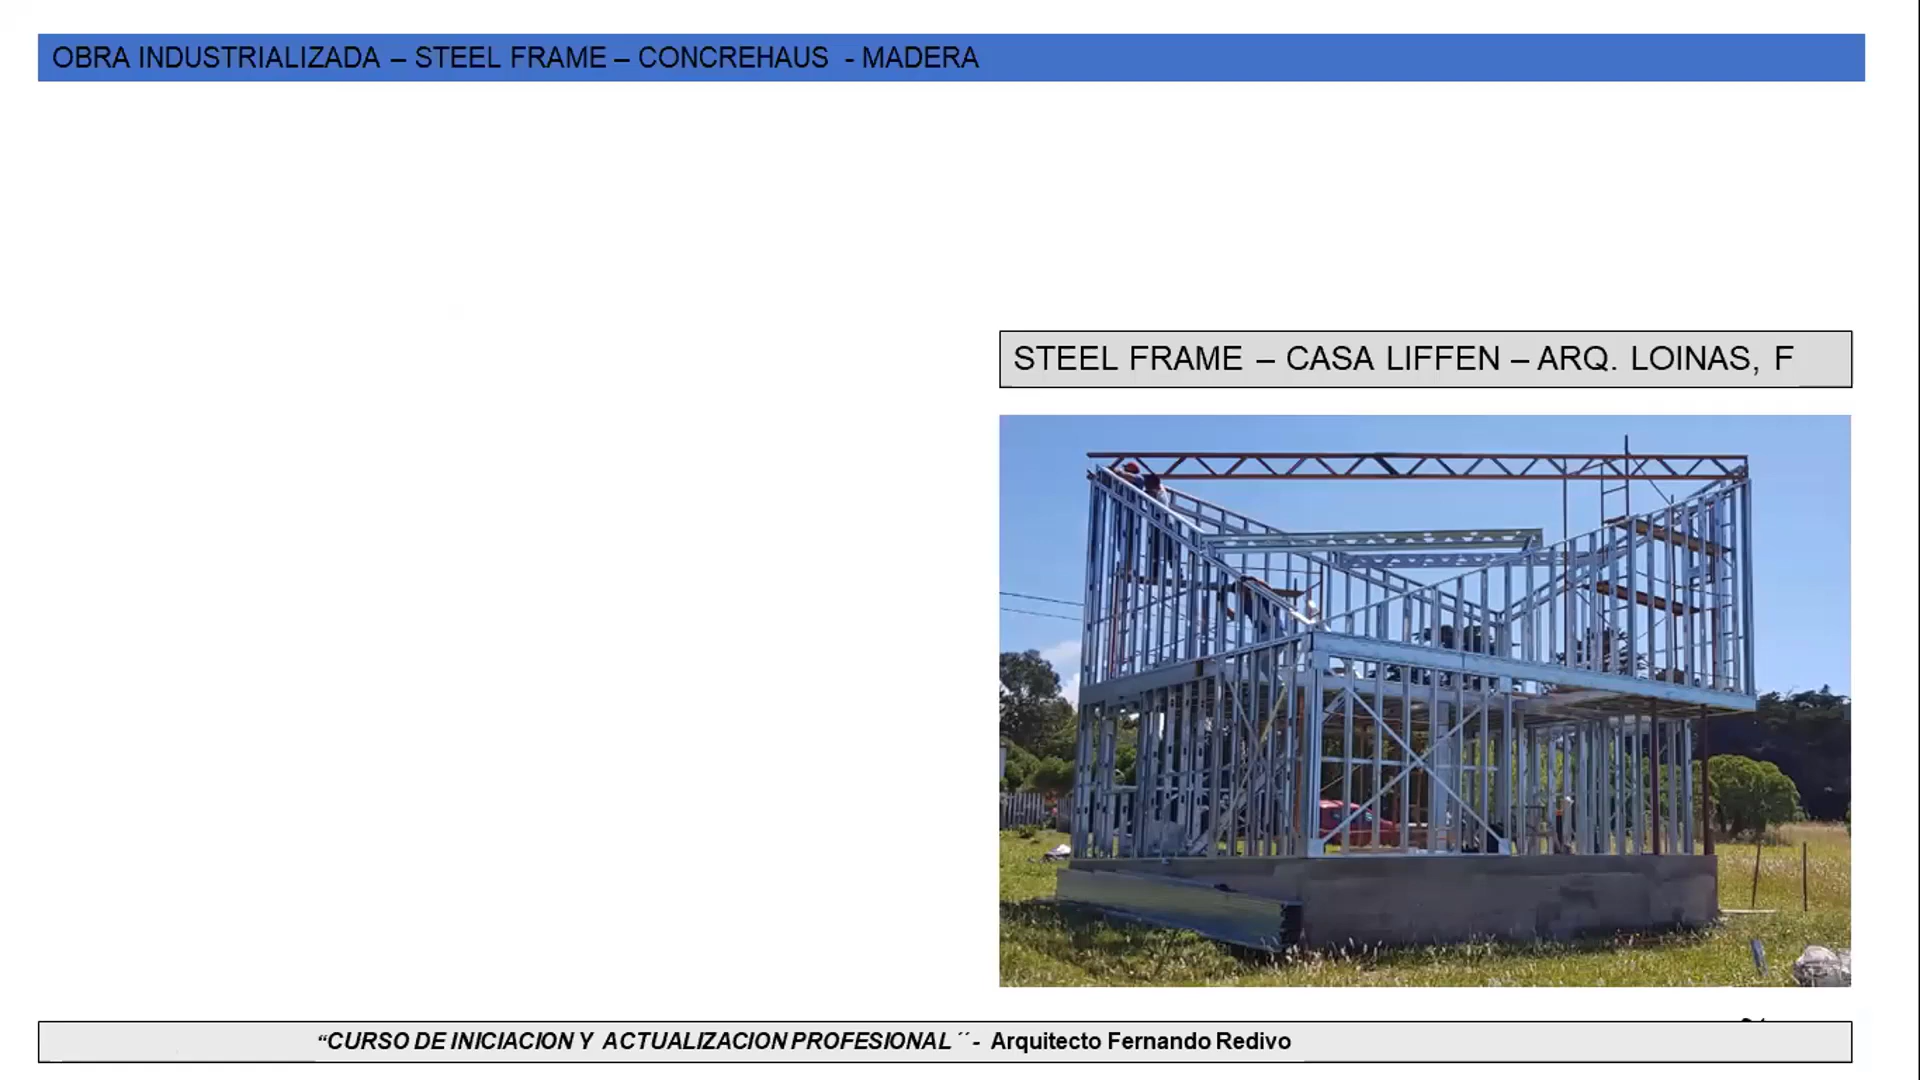 OBRA INDUSTRIALIZADA – STEEL FRAME – CONCREHAUS - MADERA
STEEL FRAME – CASA LIFFEN – ARQ. LOINAS, F
“CURSO DE INICIACION Y ACTUALIZACION PROFESIONAL ´´ - Arquitecto Fernando Redivo